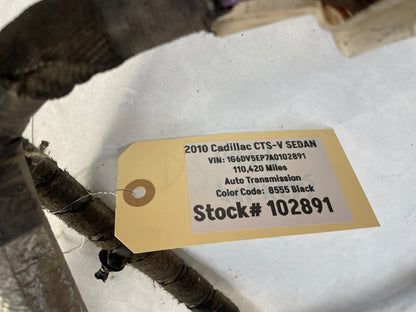 2010 Cadillac CTS-V SEDAN
VIN: 1G6DV5EP7A0102891
110,420 Miles
Auto Transmission
Color Code: 8555 Black
Stock# 102891